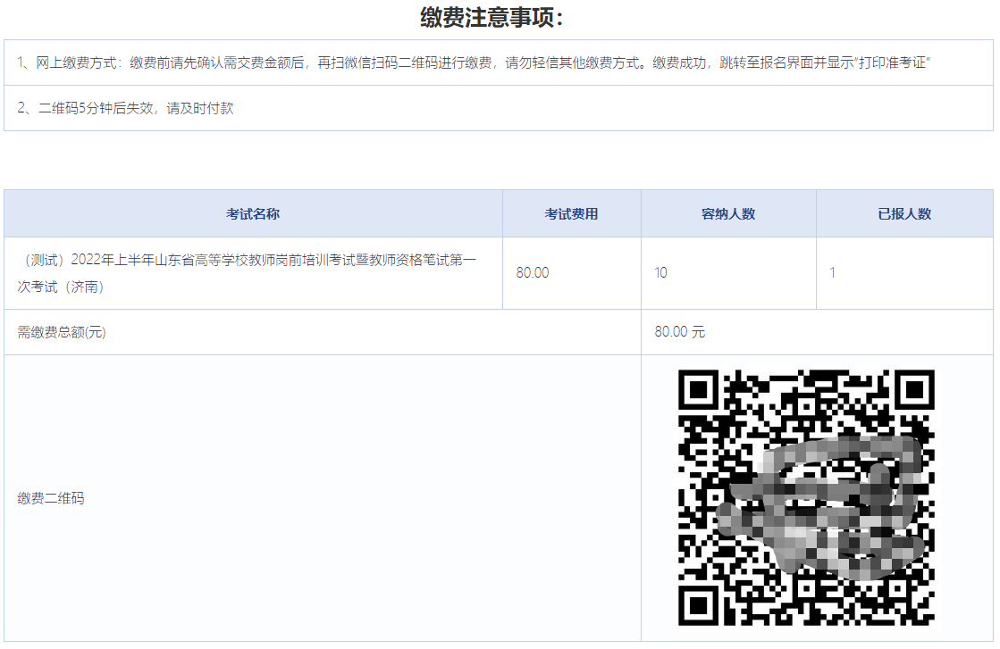 缴费注意事项：
1、网上缴费方式：缴费前请先确认需交费金额后，再扫微信扫码二维码进行缴费，请勿轻信其他缴费方式。缴费成功，跳转至报名界面并显示“打印准考证”
2、二维码5分钟后失效，请及时付款
考试名称 考试费用 容纳人数 已报人数
（测试）2022年上半年山东省高等学校教师岗前培训考试暨教师资格笔试第一
次考试（济南） 80.00 10 1
需缴费总额(元) 80.00 元
缴费二维码